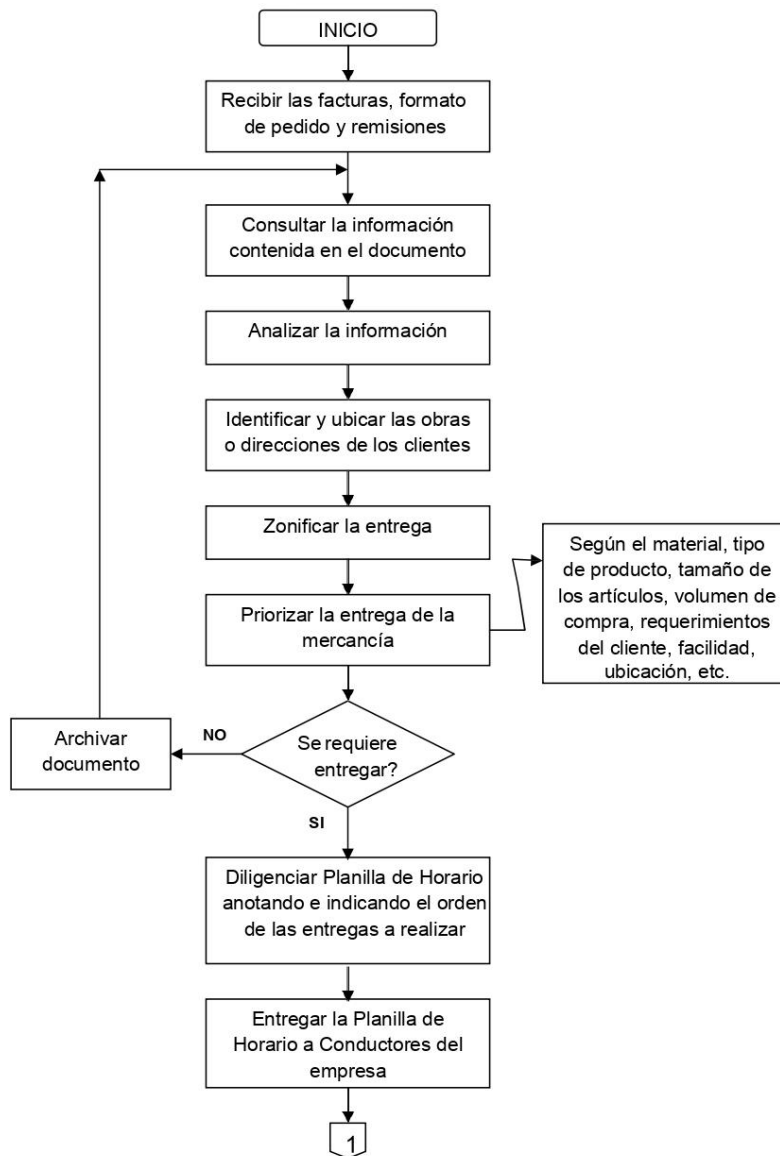 INICIO
Recibir las facturas, formato
de pedido y remisiones
Consultar la información
contenida en el documento
Analizar la información
Identificar y ubicar las obras
o direcciones de los clientes
Zonificar la entrega
Priorizar la entrega de la
mercancía
Según el material, tipo
de producto, tamaño de
los artículos, volumen de
compra, requerimientos
del cliente, facilidad,
ubicación, etc.
Se requiere
entregar?
NO
Archivar
documento
SI
Diligenciar Planilla de Horario
anotando e indicando el orden
de las entregas a realizar
Entregar la Planilla de
Horario a Conductores del
empresa
1